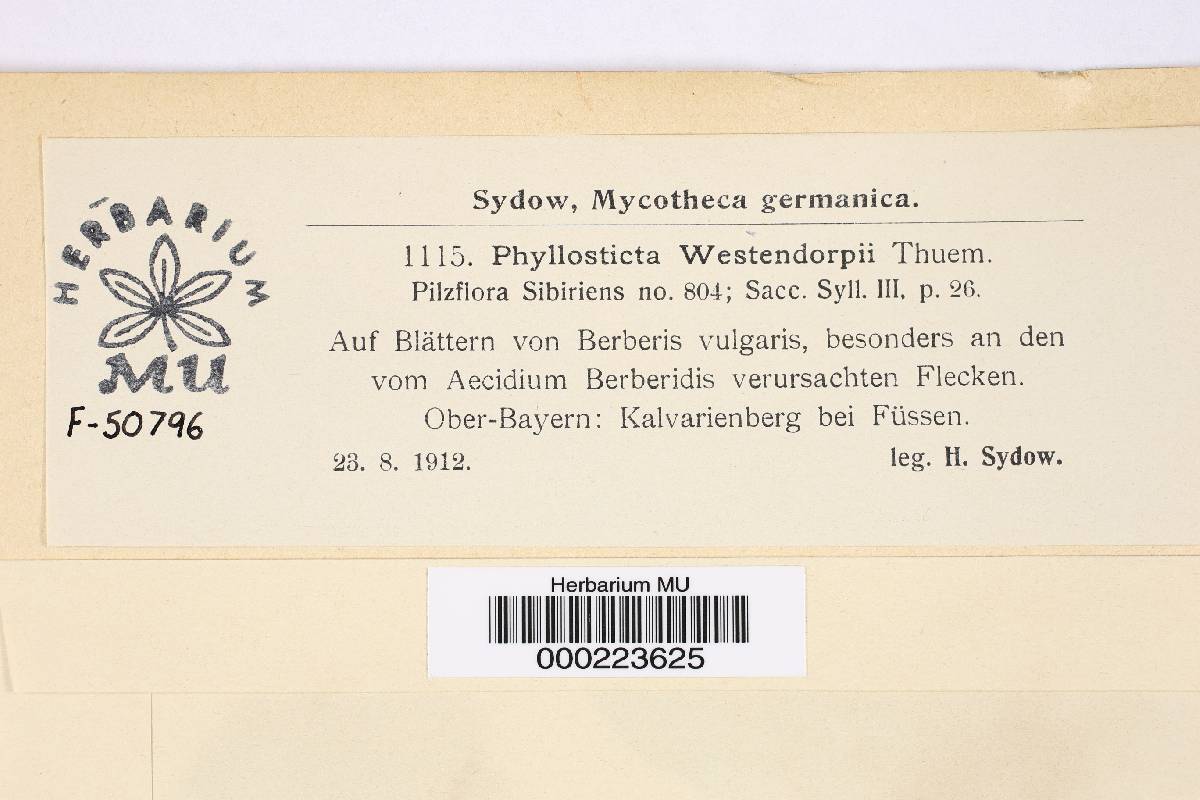 HERBARIUM
MU
F-50796
Sydow, Mycotheca germanica.
1115. Phyllosticta Westendorpii Thuem.
Pilzflora Sibiriens no. 804; Sacc. Syll. III, p. 26.
Auf Blättern von Berberis vulgaris, besonders an den
vom Aecidium Berberidis verursachten Flecken.
Ober-Bayern: Kalvarienberg bei Füssen.
23. 8. 1912. leg. H. Sydow.
Herbarium MU
000223625